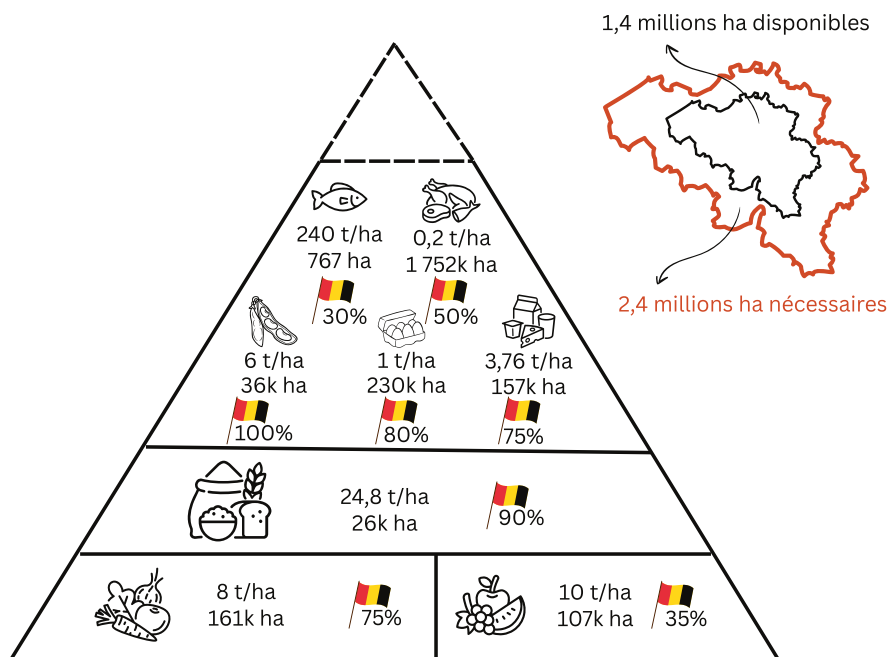 1,4 millions ha disponibles
240 t/ha
767 ha
30%
0,2 t/ha
1 752k ha
50%
2,4 millions ha nécessaires
6 t/ha
36k ha
100%
1 t/ha
230k ha
80%
3,76 t/ha
157k ha
75%
24,8 t/ha
26k ha
90%
8 t/ha
161k ha
75%
10 t/ha
107k ha
35%